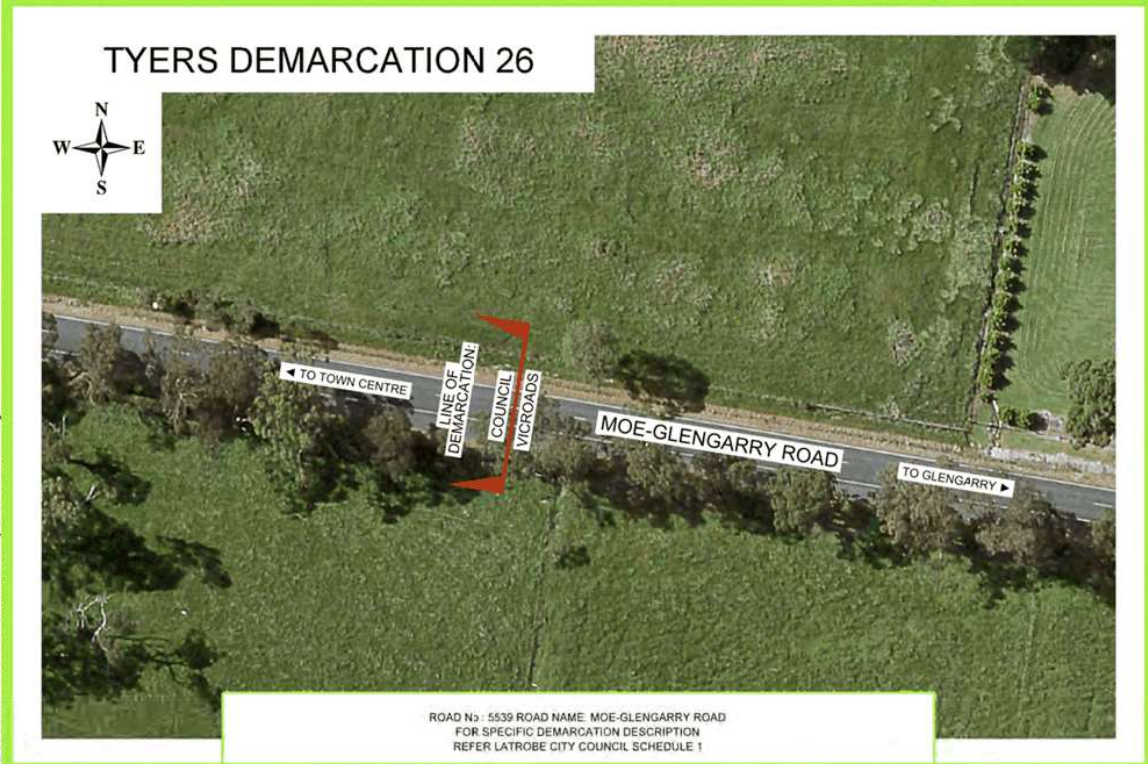 TYERS DEMARCATION 26
N
W E
S
◄ TO TOWN CENTRE
LINE OF
DEMARCATION:
COUNCIL
VICROADS
MOE-GLENGARRY ROAD
TO GLENGARRY ►
ROAD No : 5539 ROAD NAME: MOE-GLENGARRY ROAD
FOR SPECIFIC DEMARCATION DESCRIPTION
REFER LATROBE CITY COUNCIL SCHEDULE 1